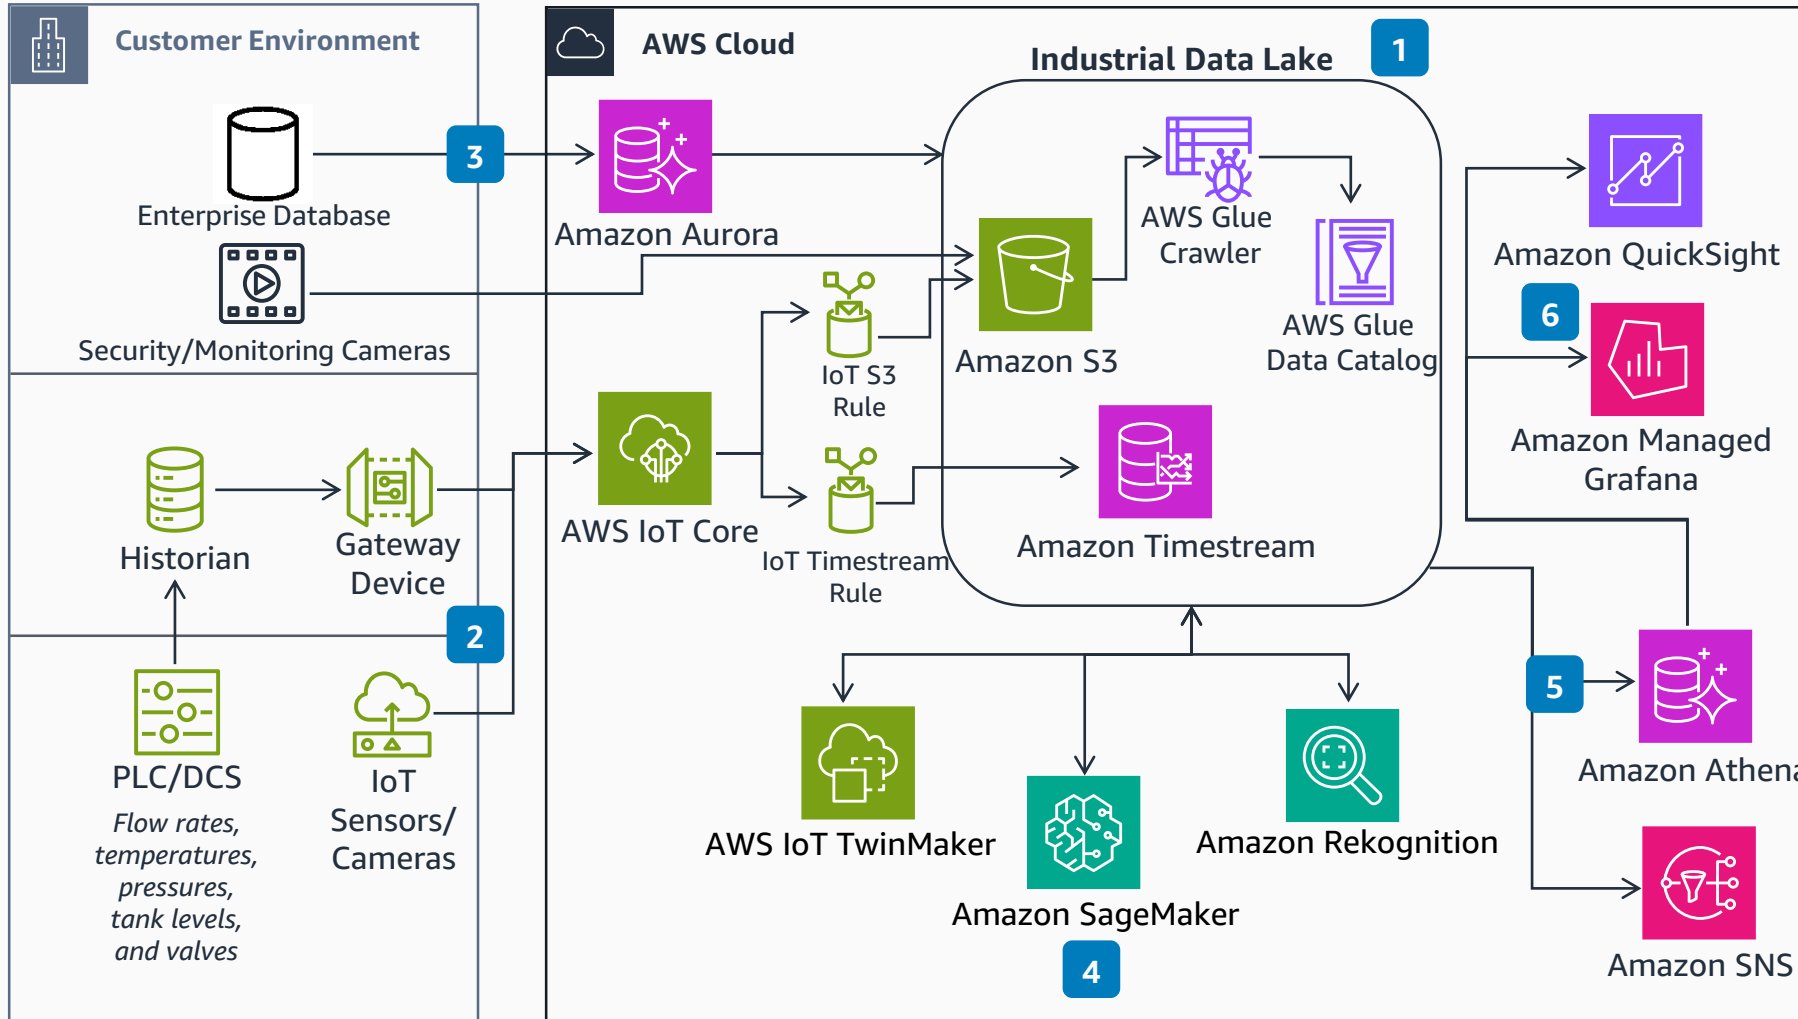 Customer Environment
AWS Cloud
Industrial Data Lake
1
3
Enterprise Database
Amazon Aurora
AWS Glue
Crawler
Amazon QuickSight
Security/Monitoring Cameras
IoT S3
Rule
Amazon S3
AWS Glue
Data Catalog
6
Amazon Managed
Grafana
Historian
Gateway
Device
AWS IoT Core
IoT Timestream
Rule
Amazon Timestream
2
5
PLC/DCS
Flow rates,
temperatures,
pressures,
tank levels,
and valves
IoT
Sensors/
Cameras
AWS IoT TwinMaker
Amazon SageMaker
4
Amazon Rekognition
Amazon Athena
Amazon SNS